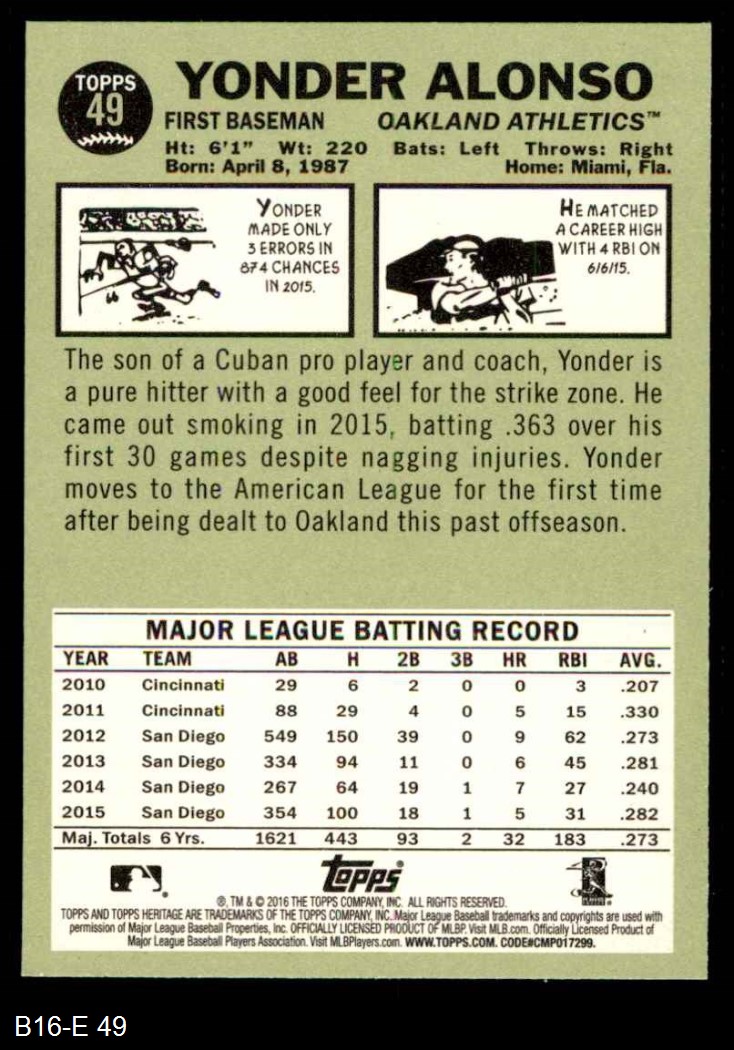 TOPPS
49
YONDER ALONSO
FIRST BASEMAN OAKLAND ATHLETICS™
Ht: 6'1" Wt: 220 Bats: Left Throws: Right
Born: April 8, 1987 Home: Miami, Fla.
YONDER
MADE ONLY
3 ERRORS IN
874 CHANCES
IN 2015.
HE MATCHED
A CAREER HIGH
WITH 4 RBI ON
6/6/15.
The son of a Cuban pro player and coach, Yonder is
a pure hitter with a good feel for the strike zone. He
came out smoking in 2015, batting .363 over his
first 30 games despite nagging injuries. Yonder
moves to the American League for the first time
after being dealt to Oakland this past offseason.
MAJOR LEAGUE BATTING RECORD
YEAR TEAM AB H 2B 3B HR RBI AVG.
2010 Cincinnati 29 6 2 0 0 3 .207
2011 Cincinnati 88 29 4 0 5 15 .330
2012 San Diego 549 150 39 0 9 62 .273
2013 San Diego 334 94 11 0 6 45 .281
2014 San Diego 267 64 19 1 7 27 .240
2015 San Diego 354 100 18 1 5 31 .282
Maj. Totals 6 Yrs. 1621 443 93 2 32 183 .273
topps®
®, TM & © 2016 THE TOPPS COMPANY, INC. ALL RIGHTS RESERVED.
TOPPS AND TOPPS HERITAGE ARE TRADEMARKS OF THE TOPPS COMPANY, INC. Major League Baseball trademarks and copyrights are used with
permission of Major League Baseball Properties, Inc. OFFICIALLY LICENSED PRODUCT OF MLBP. Visit MLB.com. Officially Licensed Product of
Major League Baseball Players Association. Visit MLBPlayers.com. WWW.TOPPS.COM. CODE#CMP017299.
B16-E 49